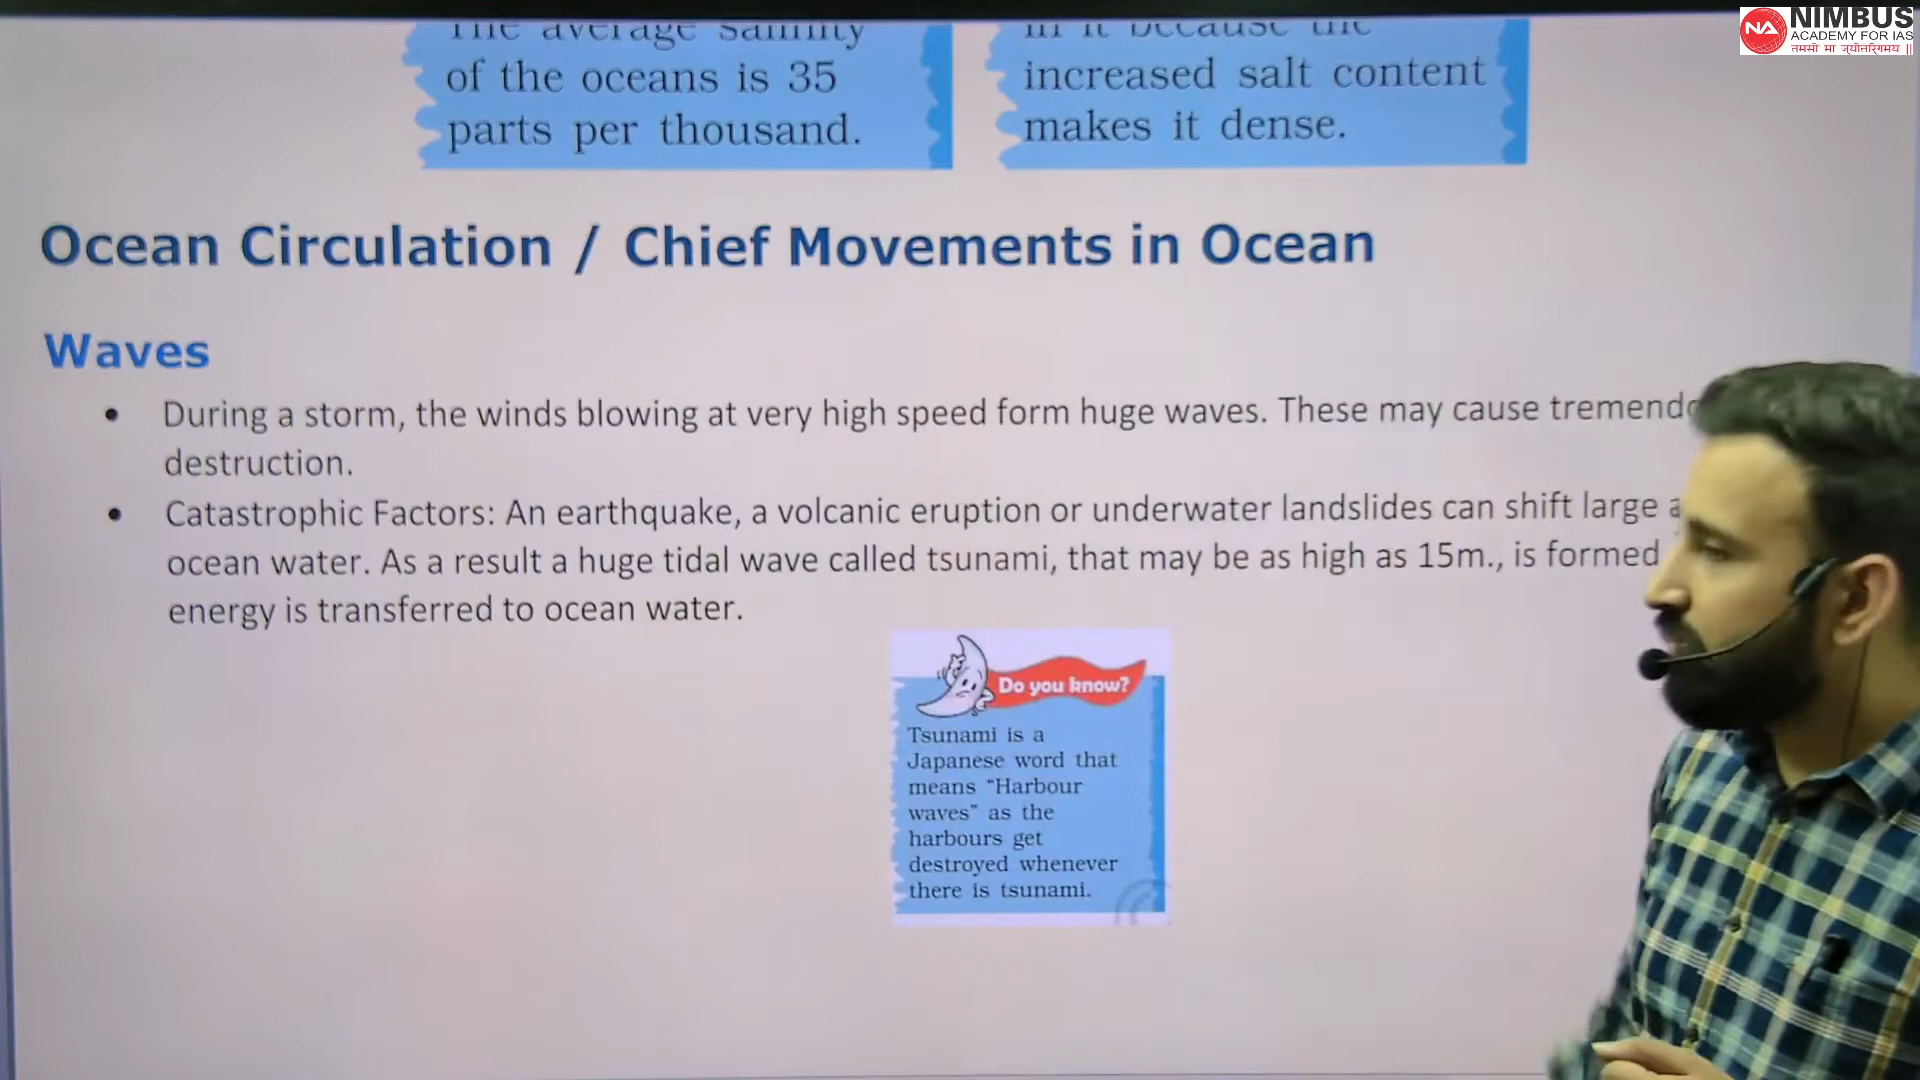 NIMBUS
ACADEMY FOR IAS
तमसो मा ज्योतिर्गमय ||
NA
The average salinity
of the oceans is 35
parts per thousand.
in it because the
increased salt content
makes it dense.
Ocean Circulation / Chief Movements in Ocean
Waves
• During a storm, the winds blowing at very high speed form huge waves. These may cause
destruction.
• Catastrophic Factors: An earthquake, a volcanic eruption or underwater landslides can shift large
ocean water. As a result a huge tidal wave called tsunami, that may be as high as 15m., is formed
energy is transferred to ocean water.
Do you know?
Tsunami is a
Japanese word that
means "Harbour
waves" as the
harbours get
destroyed whenever
there is tsunami.